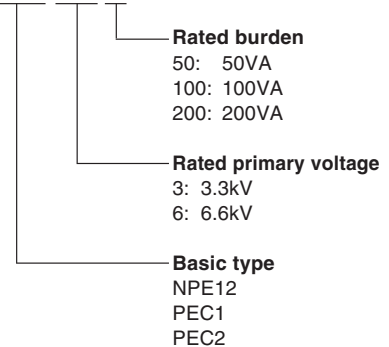 Rated burden
50: 50VA
100: 100VA
200: 200VA
Rated primary voltage
3: 3.3kV
6: 6.6kV
Basic type
NPE12
PEC1
PEC2